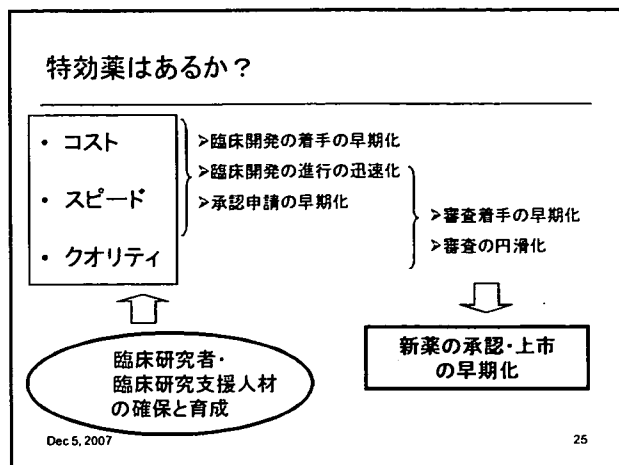 特効薬はあるか？
• コスト
• スピード
• クオリティ
➢臨床開発の着手の早期化
➢臨床開発の進行の迅速化
➢承認申請の早期化
➢審査着手の早期化
➢審査の円滑化
臨床研究者・
臨床研究支援人材
の確保と育成
新薬の承認・上市
の早期化
Dec 5, 2007
25